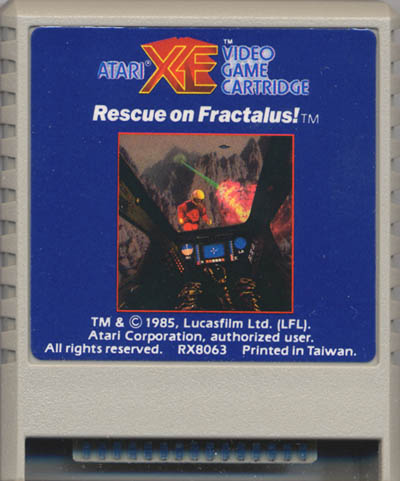 ATARI® XE™ VIDEO
GAME
CARTRIDGE
Rescue on Fractalus!™
TM & © 1985, Lucasfilm Ltd. (LFL).
Atari Corporation, authorized user.
All rights reserved. RX8063 Printed in Taiwan.